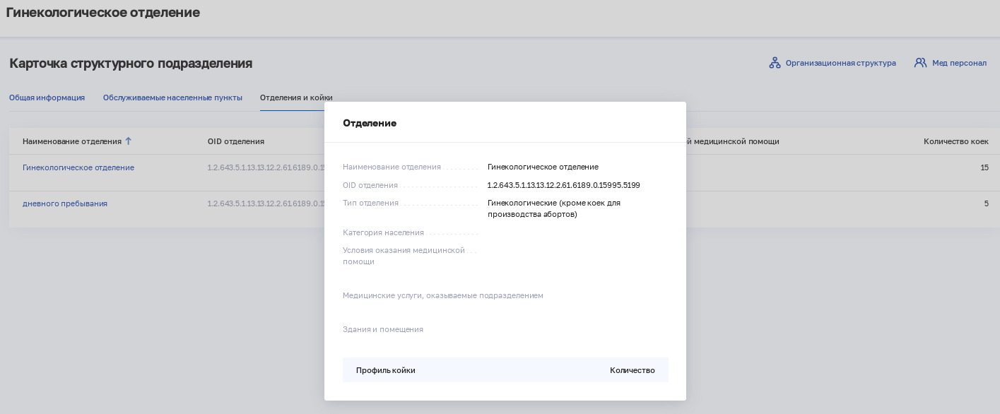 Гинекологическое отделение
Карточка структурного подразделения
Организационная структура
Мед персонал
Общая информация
Обслуживаемые населенные пункты
Отделения и койки
Наименование отделения
OID отделения
медицинской помощи
Количество коек
Гинекологическое отделение
1.2.643.5.1.13.13.12.2.61.6189.0.1
15
дневного пребывания
1.2.643.5.1.13.13.12.2.61.6189.0.1
5
Отделение
Наименование отделения
Гинекологическое отделение
OID отделения
1.2.643.5.1.13.13.12.2.61.6189.0.15995.5199
Тип отделения
Гинекологические (кроме коек для
производства абортов)
Категория населения
Условия оказания медицинской
помощи
Медицинские услуги, оказываемые подразделением
Здания и помещения
Профиль койки
Количество